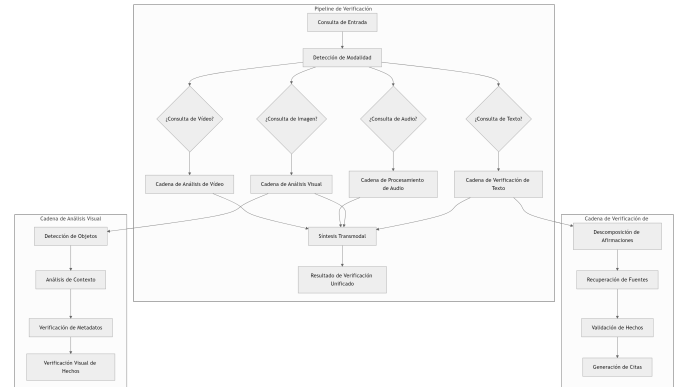 Pipeline de Verificación
Consulta de Entrada
Detección de Modalidad
¿Consulta de Vídeo?
¿Consulta de Imagen?
¿Consulta de Audio?
¿Consulta de Texto?
Cadena de Análisis de Vídeo
Cadena de Análisis Visual
Cadena de Procesamiento
de Audio
Cadena de Verificación de
Texto
Síntesis Transmodal
Resultado de Verificación
Unificado
Cadena de Análisis Visual
Detección de Objetos
Análisis de Contexto
Verificación de Metadatos
Verificación Visual de
Hechos
Cadena de Verificación de
Descomposición de
Afirmaciones
Recuperación de Fuentes
Validación de Hechos
Generación de Citas